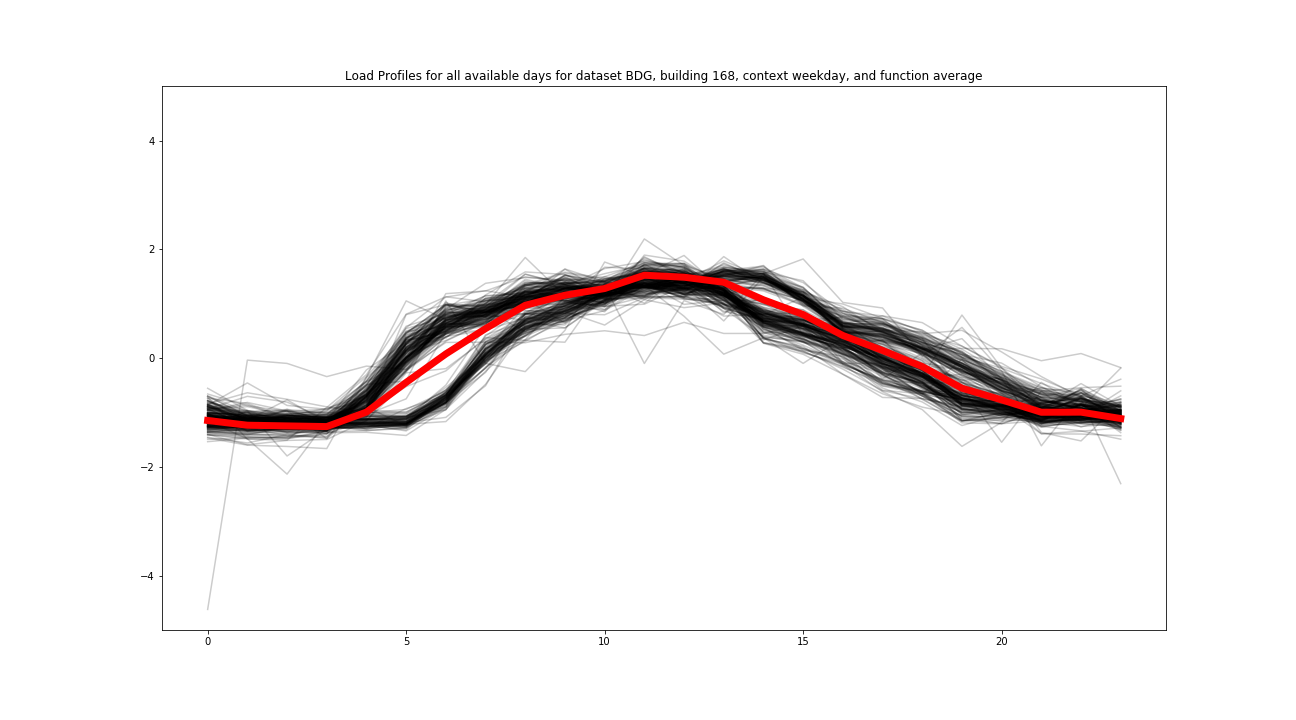 Load Profiles for all available days for dataset BDG, building 168, context weekday, and function average
4
2
0
−2
−4
0 5 10 15 20